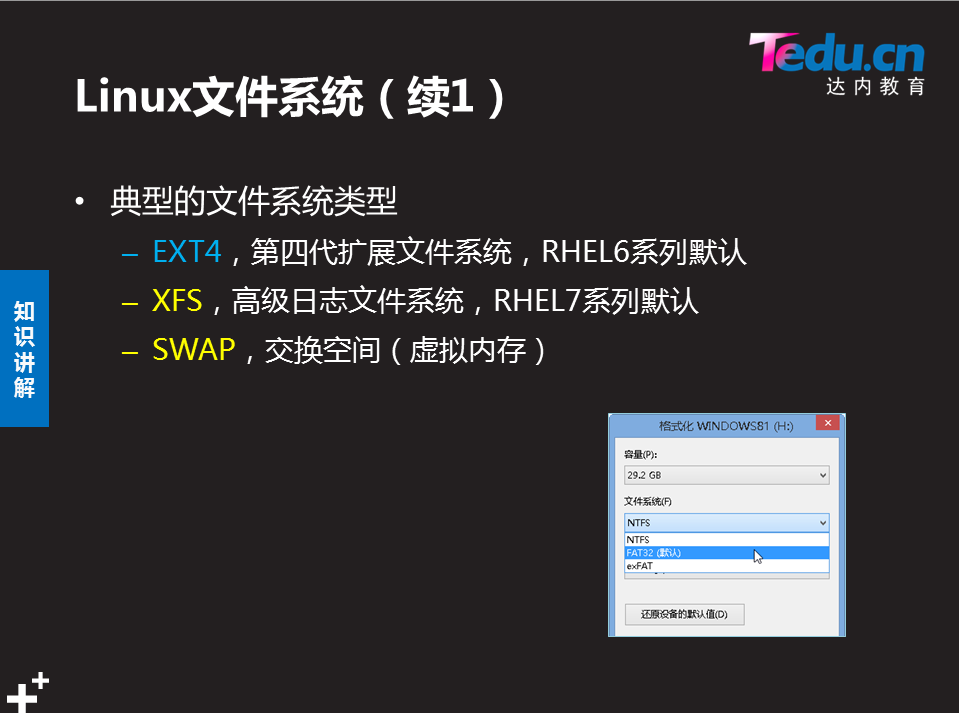 Tedu.cn
达内教育
Linux文件系统（续1）
• 典型的文件系统类型
– EXT4，第四代扩展文件系统，RHEL6系列默认
– XFS，高级日志文件系统，RHEL7系列默认
– SWAP，交换空间（虚拟内存）
知识讲解
格式化 WINDOWS81 (H:)
容量(P):
29.2 GB
文件系统(F)
NTFS
NTFS
FAT32 (默认)
exFAT
还原设备的默认值(D)